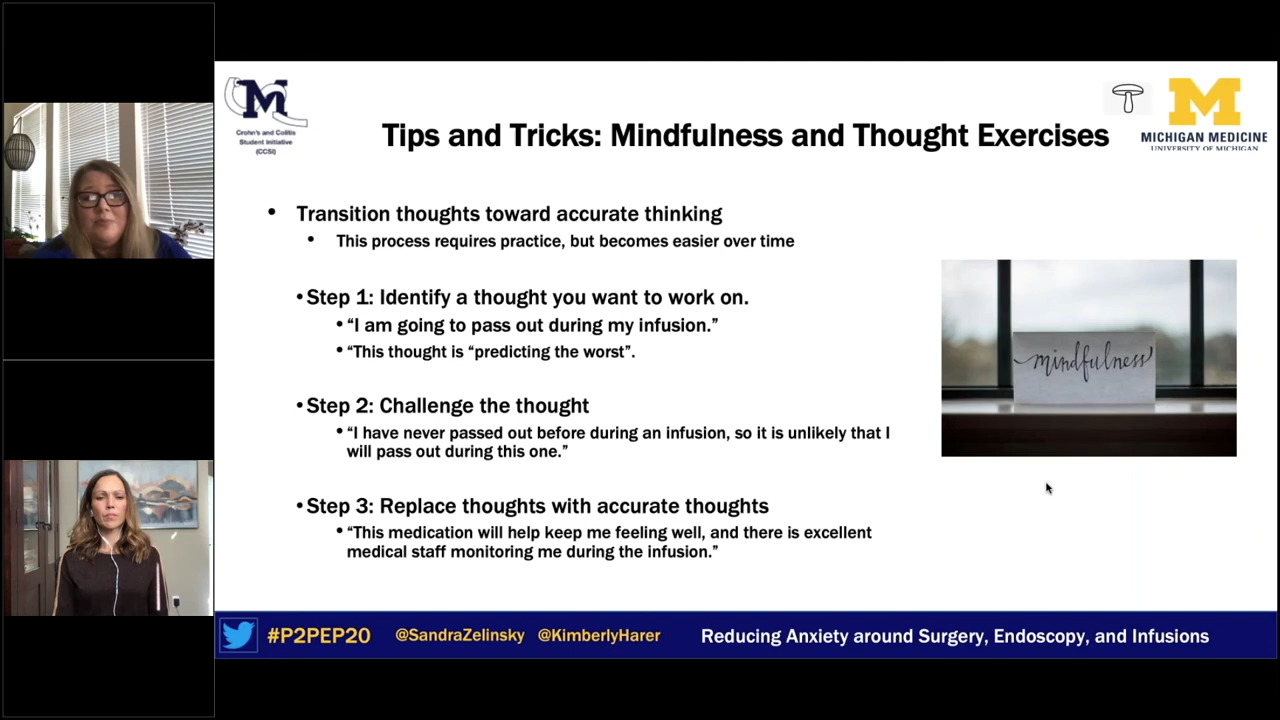 M
Crohn's and Colitis
Student Initiative
(CCSI)
Tips and Tricks: Mindfulness and Thought Exercises
M
MICHIGAN MEDICINE
UNIVERSITY OF MICHIGAN
• Transition thoughts toward accurate thinking
• This process requires practice, but becomes easier over time
•Step 1: Identify a thought you want to work on.
•“I am going to pass out during my infusion.”
•“This thought is “predicting the worst”.
mindfulness
•Step 2: Challenge the thought
•“I have never passed out before during an infusion, so it is unlikely that I
will pass out during this one.”
•Step 3: Replace thoughts with accurate thoughts
•“This medication will help keep me feeling well, and there is excellent
medical staff monitoring me during the infusion.”
#P2PEP20 @SandraZelinsky @KimberlyHarer Reducing Anxiety around Surgery, Endoscopy, and Infusions